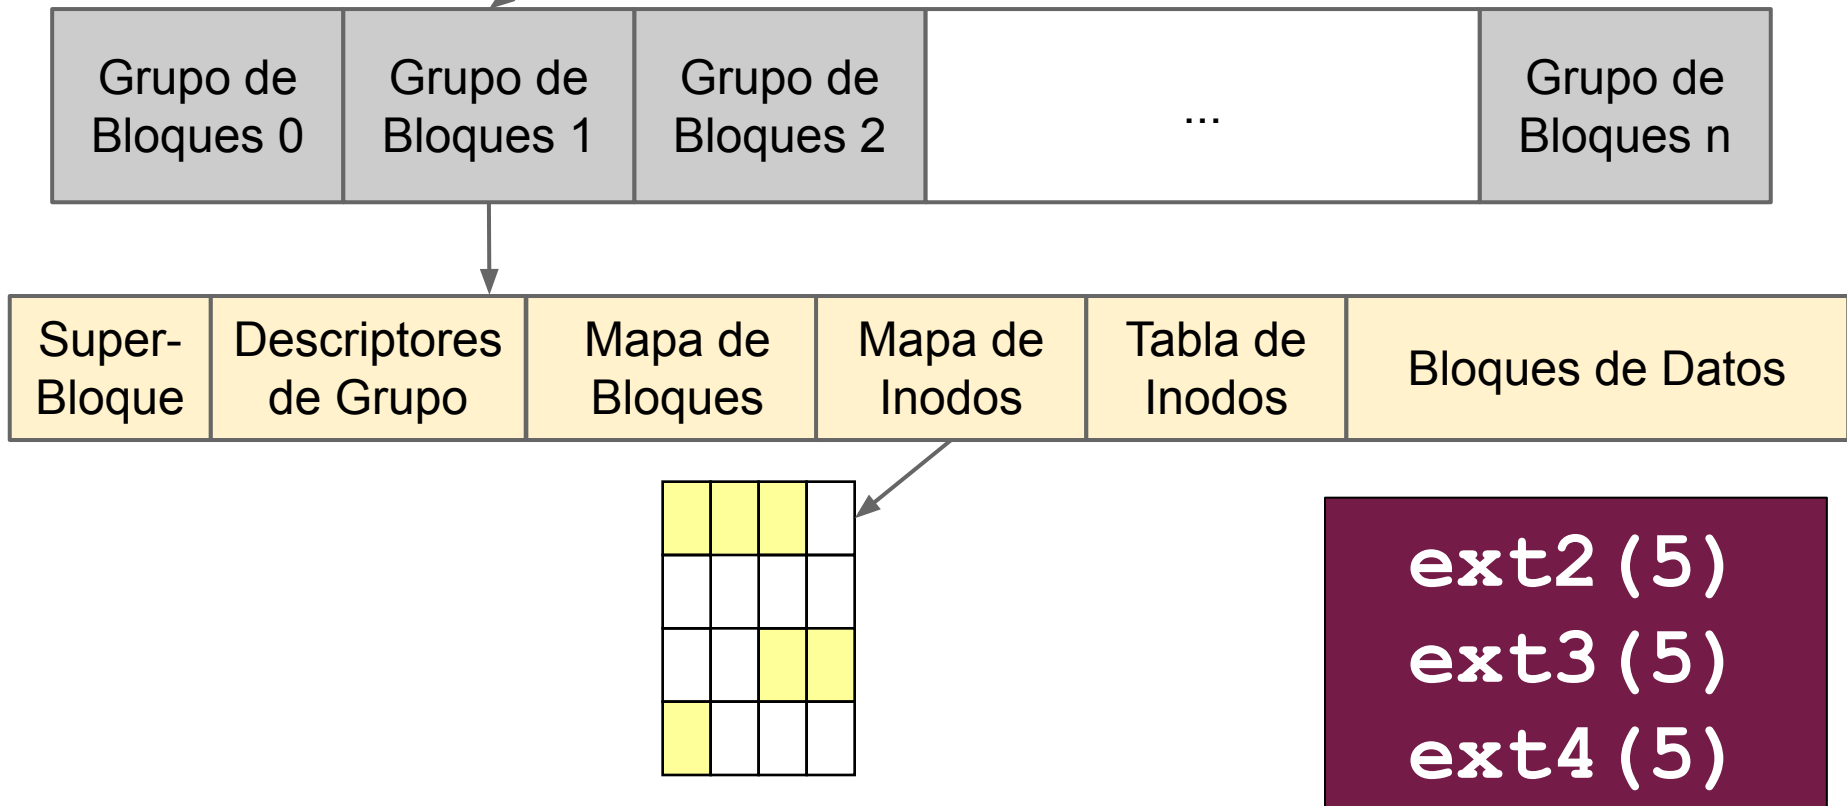 Grupo de
Bloques 0
Grupo de
Bloques 1
Grupo de
Bloques 2
...
Grupo de
Bloques n
Super-
Bloque
Descriptores
de Grupo
Mapa de
Bloques
Mapa de
Inodos
Tabla de
Inodos
Bloques de Datos
ext2(5)
ext3(5)
ext4(5)